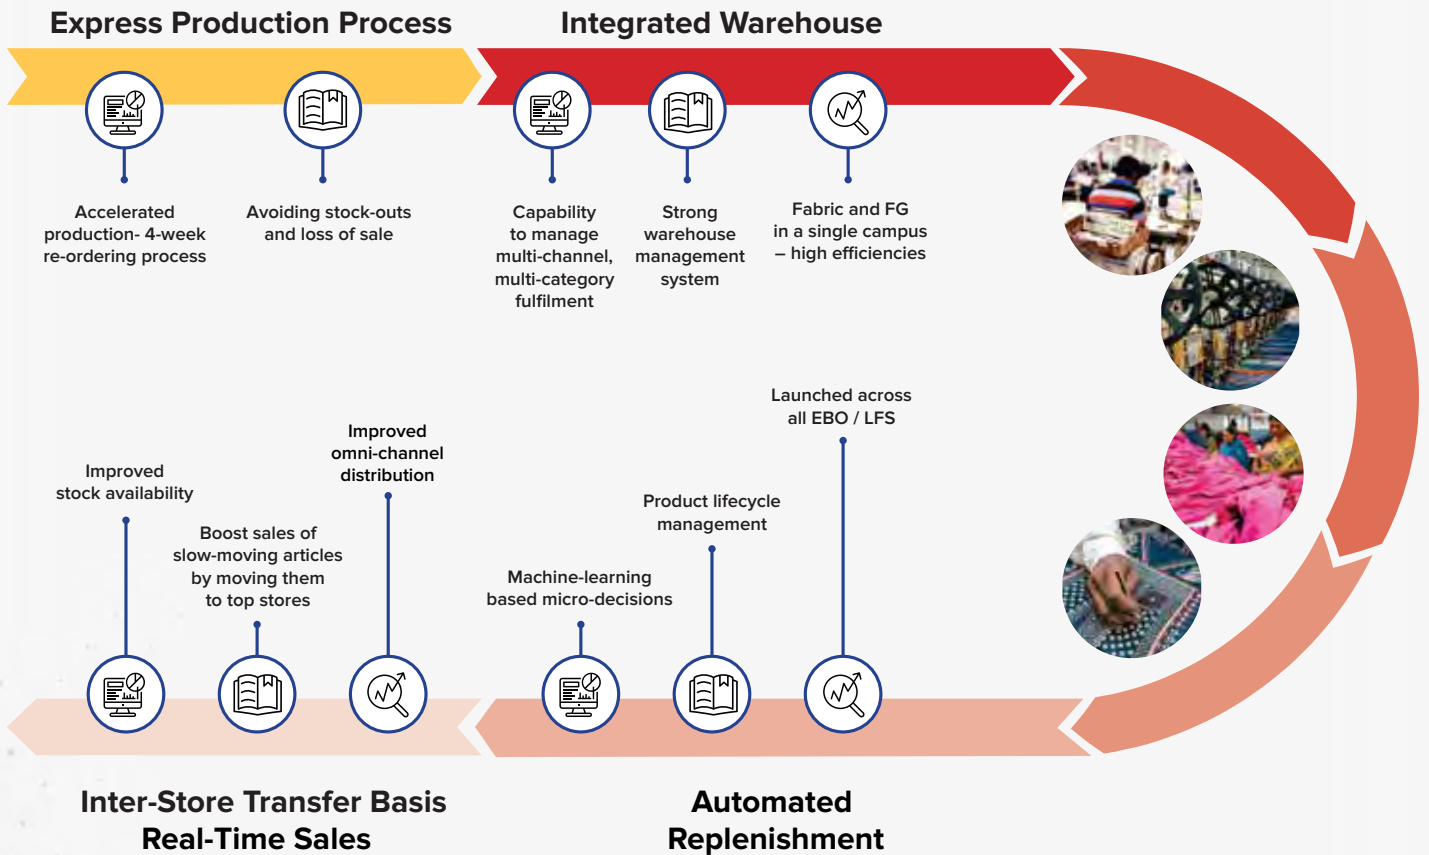 Express Production Process
Integrated Warehouse
Accelerated
production- 4-week
re-ordering process
Avoiding stock-outs
and loss of sale
Capability
to manage
multi-channel,
multi-category
fulfilment
Strong
warehouse
management
system
Fabric and FG
in a single campus
– high efficiencies
Improved
stock availability
Boost sales of
slow-moving articles
by moving them
to top stores
Improved
omni-channel
distribution
Machine-learning
based micro-decisions
Product lifecycle
management
Launched across
all EBO / LFS
Inter-Store Transfer Basis
Real-Time Sales
Automated
Replenishment